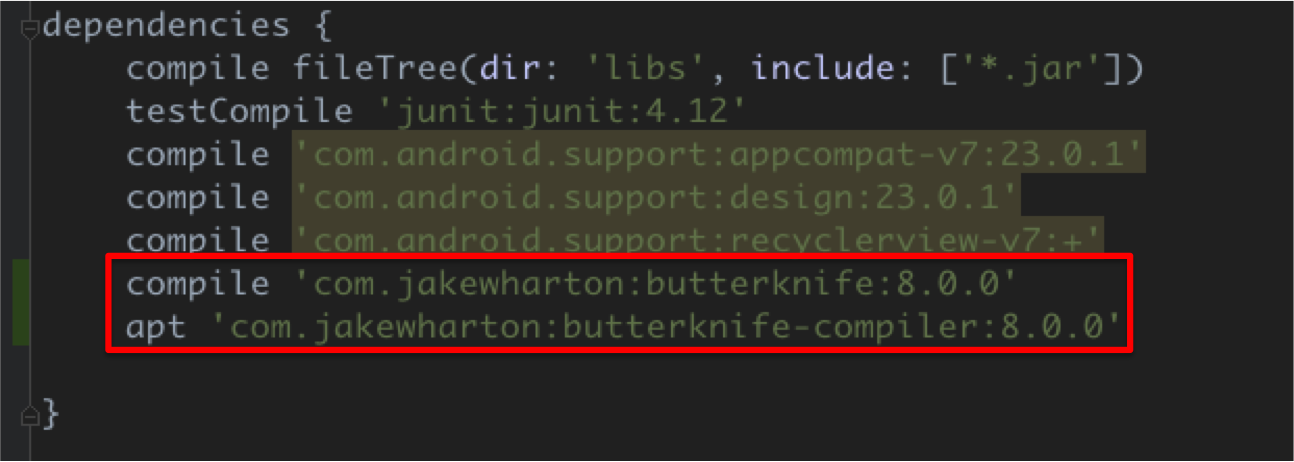 dependencies {
compile fileTree(dir: 'libs', include: ['*.jar'])
testCompile 'junit:junit:4.12'
compile 'com.android.support:appcompat-v7:23.0.1'
compile 'com.android.support:design:23.0.1'
compile 'com.android.support:recyclerview-v7:+'
compile 'com.jakewharton:butterknife:8.0.0'
apt 'com.jakewharton:butterknife-compiler:8.0.0'
}